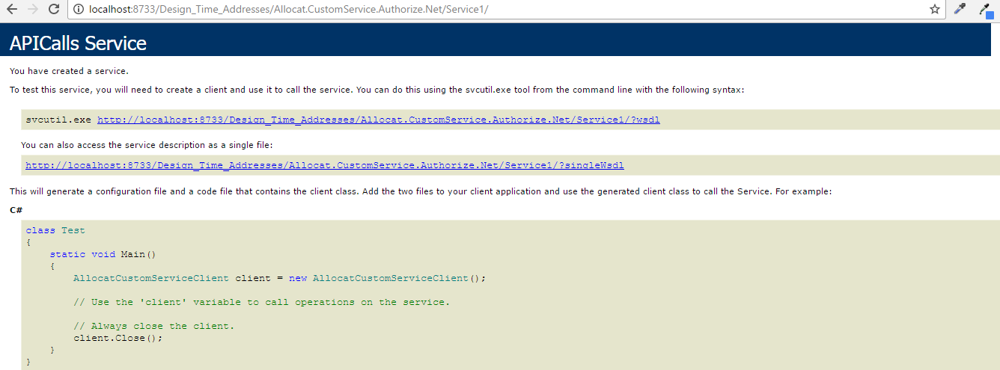 localhost:8733/Design_Time_Addresses/Allocat.CustomService.Authorize.Net/Service1/
APICalls Service
You have created a service.
To test this service, you will need to create a client and use it to call the service. You can do this using the svcutil.exe tool from the command line with the following syntax:
svcutil.exe http://localhost:8733/Design_Time_Addresses/Allocat.CustomService.Authorize.Net/Service1/?wsdl
You can also access the service description as a single file:
http://localhost:8733/Design_Time_Addresses/Allocat.CustomService.Authorize.Net/Service1/?singleWsdl
This will generate a configuration file and a code file that contains the client class. Add the two files to your client application and use the generated client class to call the Service. For example:
C#
class Test
{
    static void Main()
    {
        AllocatCustomServiceClient client = new AllocatCustomServiceClient();
        // Use the 'client' variable to call operations on the service.
        // Always close the client.
        client.Close();
    }
}